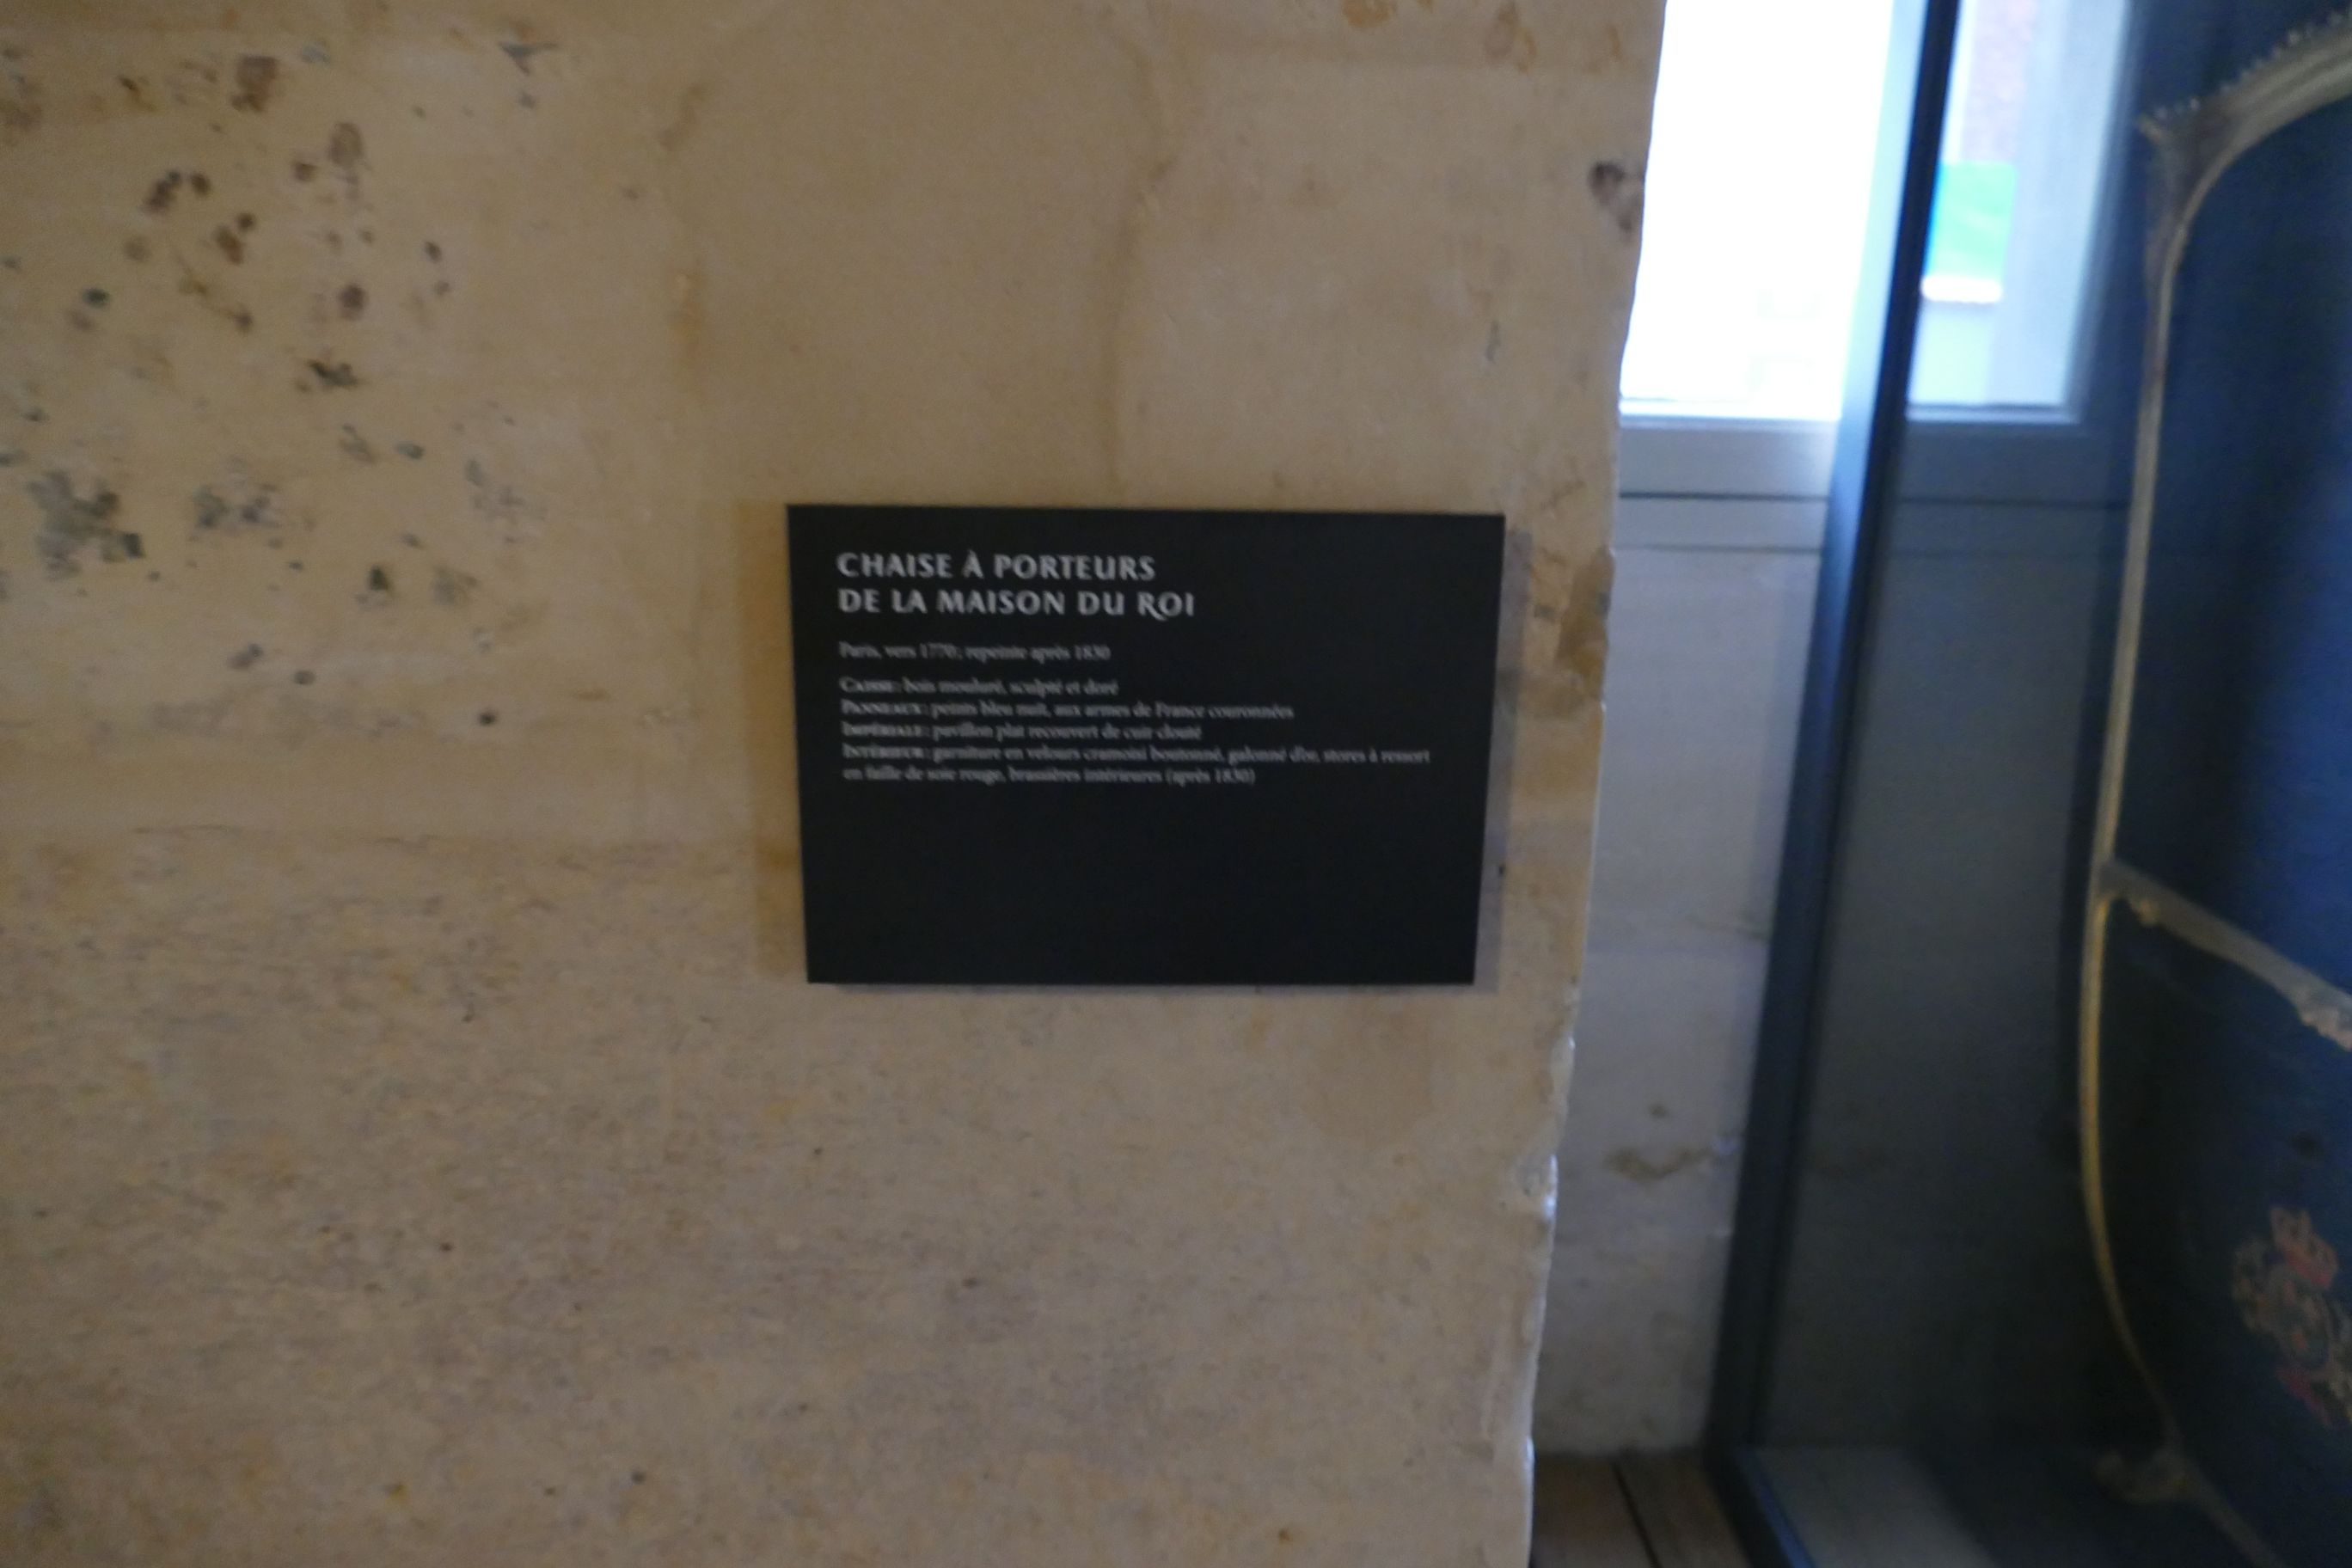 CHAISE À PORTEURS
DE LA MAISON DU ROI
Paris, vers 1770 ; repeinte après 1830
CAISSE : bois mouluré, sculpté et doré
PANNEAUX : peints bleu nuit, aux armes de France couronnées
IMPÉRIALE : pavillon plat recouvert de cuir clouté
INTÉRIEUR : garniture en velours cramoisi boutonné, galonné d'or, stores à ressort
en faille de soie rouge, brassières intérieures (après 1830)